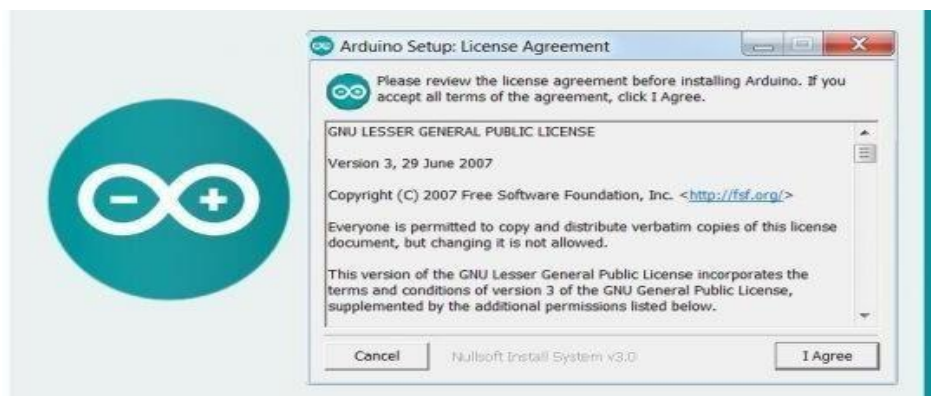 Arduino Setup: License Agreement
Please review the license agreement before installing Arduino. If you
accept all terms of the agreement, click I Agree.
GNU LESSER GENERAL PUBLIC LICENSE
Version 3, 29 June 2007
Copyright (C) 2007 Free Software Foundation, Inc. <http://fsf.org/>
Everyone is permitted to copy and distribute verbatim copies of this license
document, but changing it is not allowed.
This version of the GNU Lesser General Public License incorporates the
terms and conditions of version 3 of the GNU General Public License,
supplemented by the additional permissions listed below.
Cancel Nullsoft Install System v3.0 I Agree